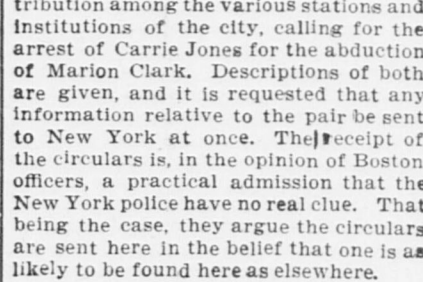 tribution among the various stations and
institutions of the city, calling for the
arrest of Carrie Jones for the abduction
of Marion Clark. Descriptions of both
are given, and it is requested that any
information relative to the pair be sent
to New York at once. The receipt of
the circulars is, in the opinion of Boston
officers, a practical admission that the
New York police have no real clue. That
being the case, they argue the circulars
are sent here in the belief that one is as
likely to be found here as elsewhere.